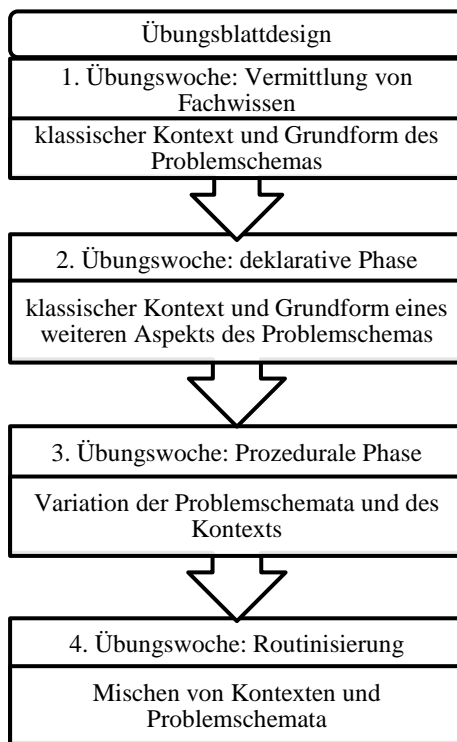 Übungsblattdesign
1. Übungswoche: Vermittlung von
Fachwissen
klassischer Kontext und Grundform des
Problemschemas
2. Übungswoche: deklarative Phase
klassischer Kontext und Grundform eines
weiteren Aspekts des Problemschemas
3. Übungswoche: Prozedurale Phase
Variation der Problemschemata und des
Kontexts
4. Übungswoche: Routinisierung
Mischen von Kontexten und
Problemschemata